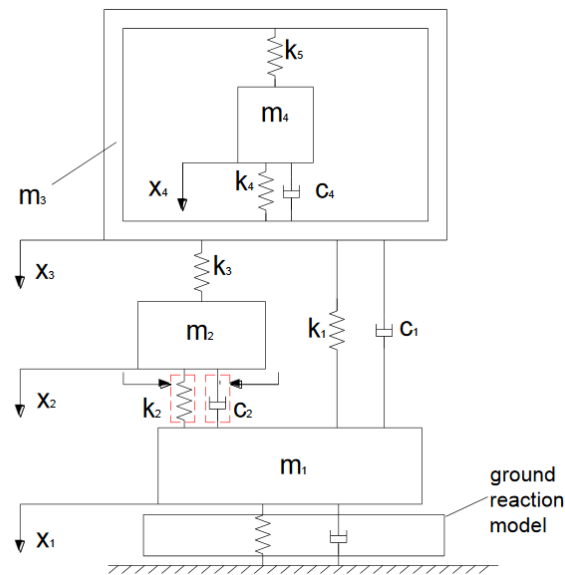 k₅
m₄
x₄
k₄
c₄
m₃
x₃
k₃
m₂
k₁
c₁
x₂
k₂
c₂
m₁
ground
reaction
model
x₁